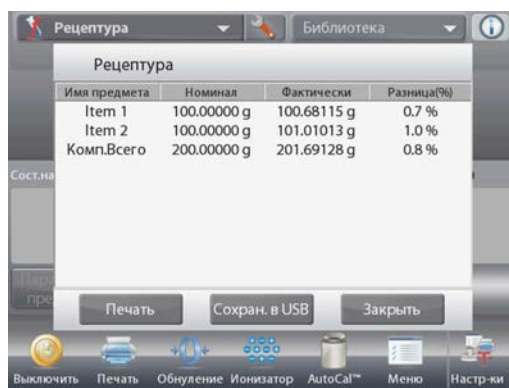 Рецептура Библиотека
Рецептура
Имя предмета Номинал Фактически Разница(%)
Item 1 100.00000 g 100.68115 g 0.7 %
Item 2 100.00000 g 101.01013 g 1.0 %
Комп.Всего 200.00000 g 201.69128 g 0.8 %
Сост.на
пре
Печать Сохран. в USB Закрыть
Выключить Печать Обнуление Ионизатор AutoCal™ Меню Настр-ки